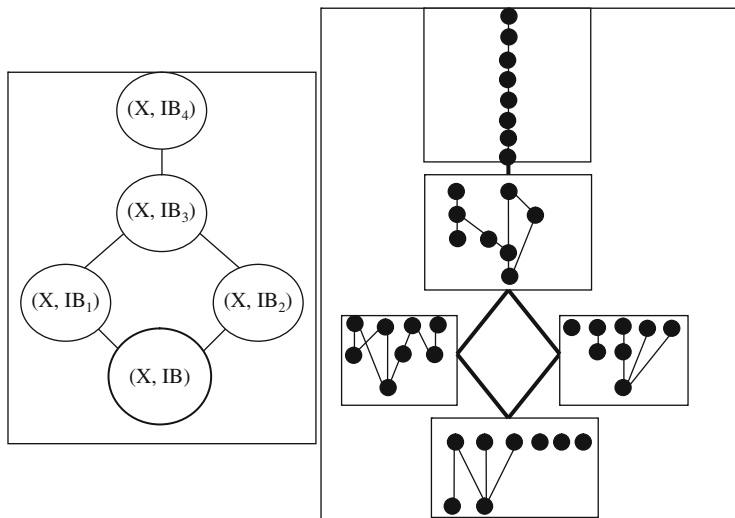 (X, IB₄)
(X, IB₃)
(X, IB₁)
(X, IB₂)
(X, IB)